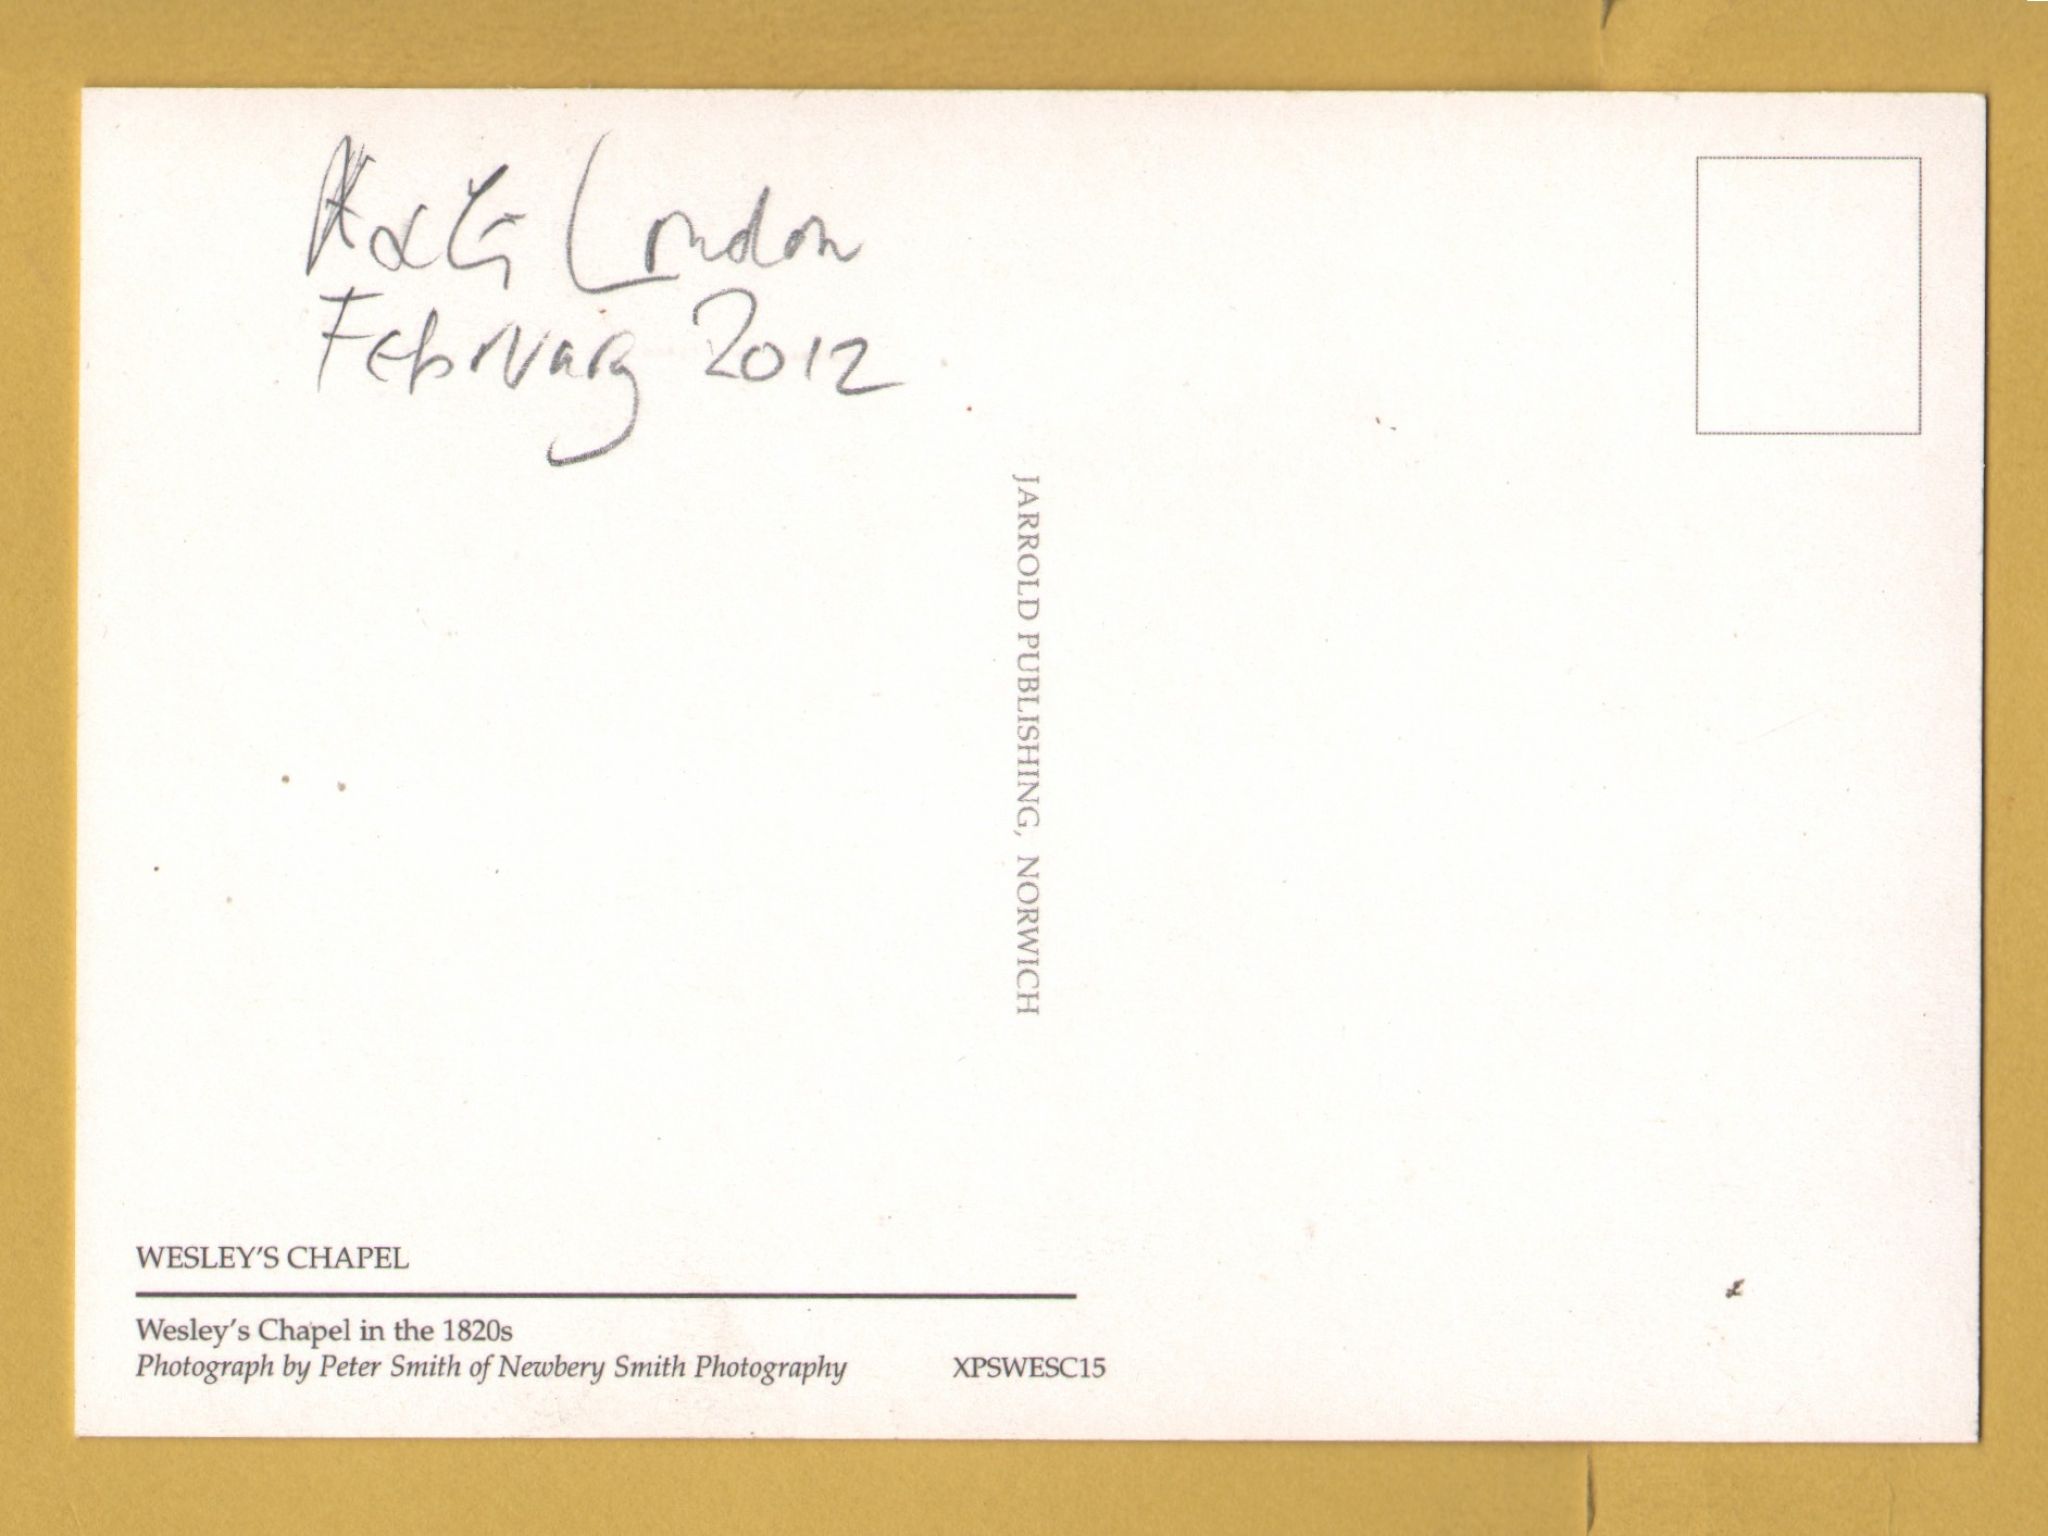 London
February 2012
JARROLD PUBLISHING, NORWICH
WESLEY'S CHAPEL
Wesley's Chapel in the 1820s
Photograph by Peter Smith of Newbery Smith Photography XPSWESC15